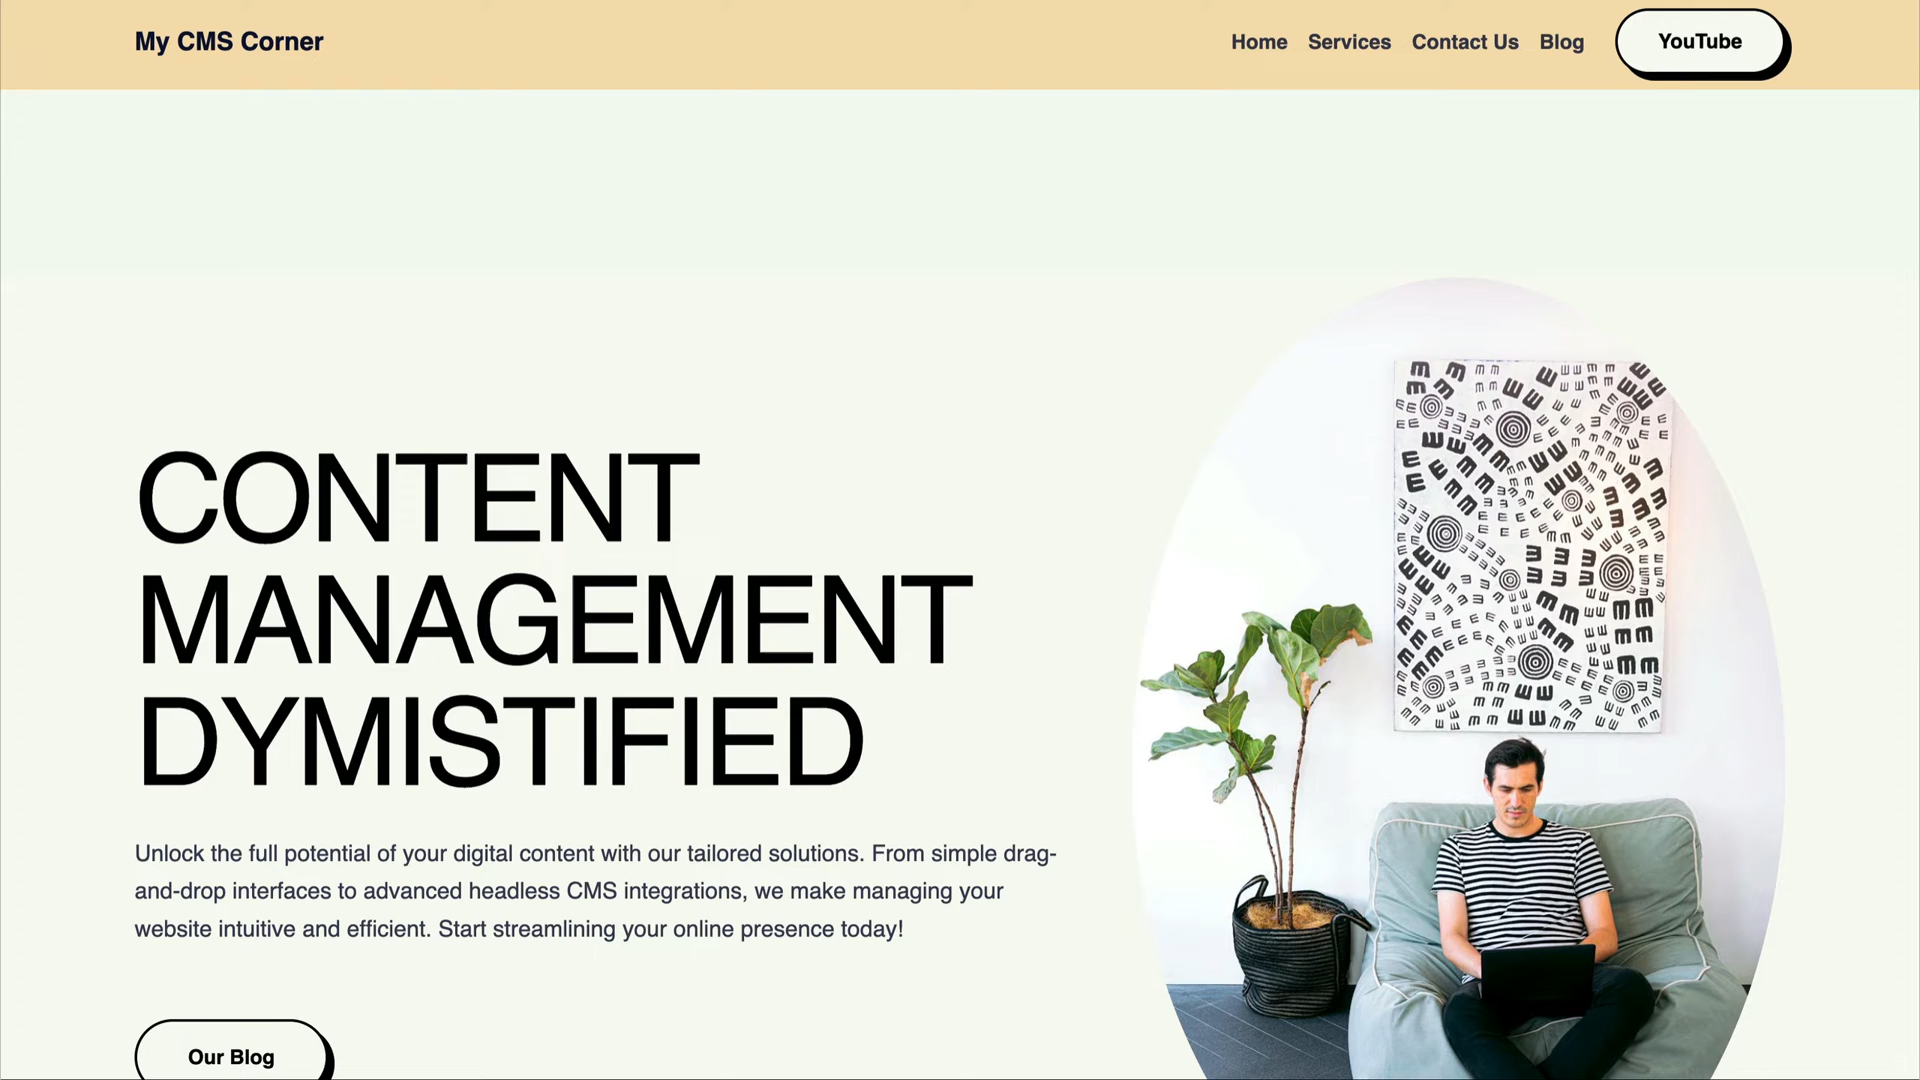 My CMS Corner
Home Services Contact Us Blog YouTube
CONTENT
MANAGEMENT
DYMISTIFIED
Unlock the full potential of your digital content with our tailored solutions. From simple drag-
and-drop interfaces to advanced headless CMS integrations, we make managing your
website intuitive and efficient. Start streamlining your online presence today!
Our Blog